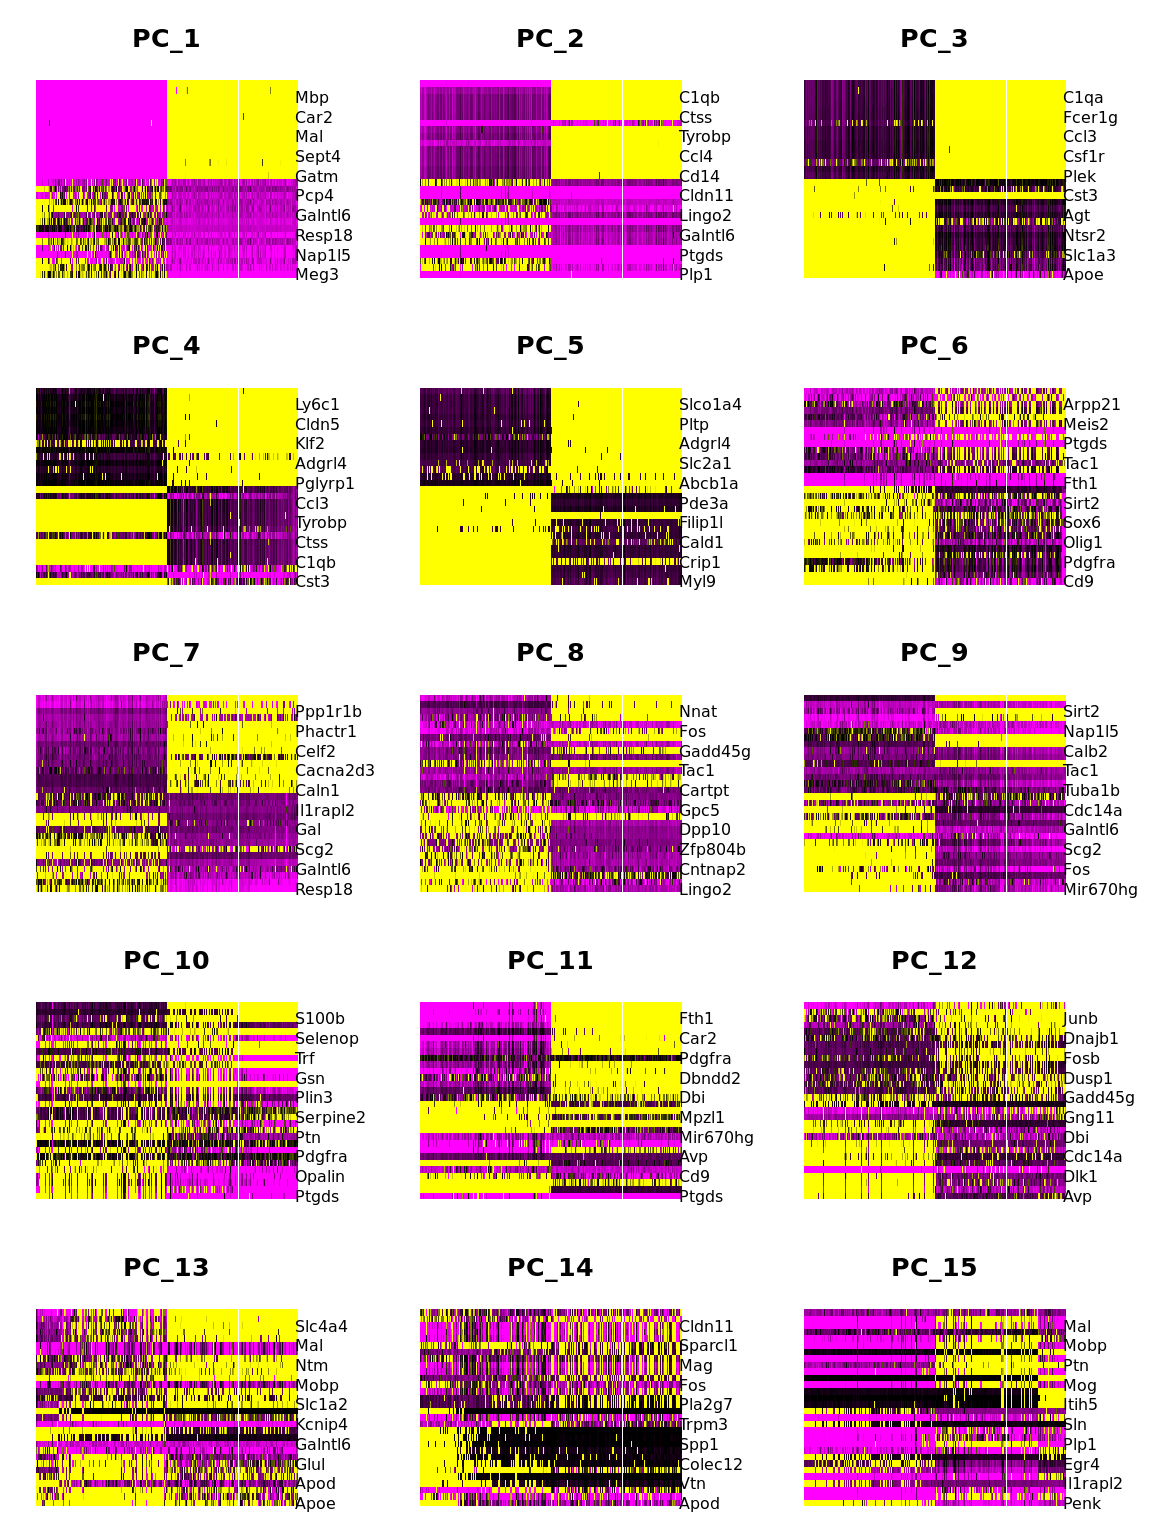 PC_1
Mbp
Car2
Mal
Sept4
Gatm
Pcp4
Galntl6
Resp18
Nap1l5
Meg3
PC_2
C1qb
Ctss
Tyrobp
Ccl4
Cd14
Cldn11
Lingo2
Galntl6
Ptgds
Plp1
PC_3
C1qa
Fcer1g
Ccl3
Csf1r
Plek
Cst3
Agt
Ntsr2
Slc1a3
Apoe
PC_4
Ly6c1
Cldn5
Klf2
Adgrl4
Pglyrp1
Ccl3
Tyrobp
Ctss
C1qb
Cst3
PC_5
Slco1a4
Pltp
Adgrl4
Slc2a1
Abcb1a
Pde3a
Filip1l
Cald1
Crip1
Myl9
PC_6
Arpp21
Meis2
Ptgds
Tac1
Fth1
Sirt2
Sox6
Olig1
Pdgfra
Cd9
PC_7
Ppp1r1b
Phactr1
Celf2
Cacna2d3
Caln1
Il1rapl2
Gal
Scg2
Galntl6
Resp18
PC_8
Nnat
Fos
Gadd45g
Tac1
Cartpt
Gpc5
Dpp10
Zfp804b
Cntnap2
Lingo2
PC_9
Sirt2
Nap1l5
Calb2
Tac1
Tuba1b
Cdc14a
Galntl6
Scg2
Fos
Mir670hg
PC_10
S100b
Selenop
Trf
Gsn
Plin3
Serpine2
Ptn
Pdgfra
Opalin
Ptgds
PC_11
Fth1
Car2
Pdgfra
Dbndd2
Dbi
Mpzl1
Mir670hg
Avp
Cd9
Ptgds
PC_12
Junb
Dnajb1
Fosb
Dusp1
Gadd45g
Gng11
Dbi
Cdc14a
Dlk1
Avp
PC_13
Slc4a4
Mal
Ntm
Mobp
Slc1a2
Kcnip4
Galntl6
Glul
Apod
Apoe
PC_14
Cldn11
Sparcl1
Mag
Fos
Pla2g7
Trpm3
Spp1
Colec12
Vtn
Apod
PC_15
Mal
Mobp
Ptn
Mog
Itih5
Sln
Plp1
Egr4
Il1rapl2
Penk